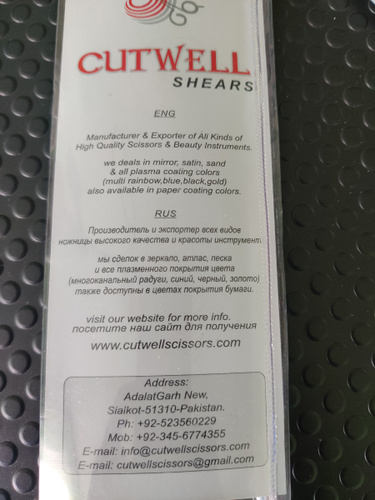 CUTWELL
SHEARS
ENG
Manufacturer & Exporter of All Kinds of
High Quality Scissors & Beauty Instruments.
we deals in mirror, satin, sand
& all plasma coating colors
(multi rainbow,blue,black,gold)
also available in paper coating colors.
RUS
Производитель и экспортер всех видов
ножницы высокого качества и красоты инструмент.
мы сделок в зеркало, атлас, песка
и все плазменного покрытия цвета
(многоканальный радуги, синий, черный, золото)
также доступны в цветах покрытия бумаги.
visit our website for more info.
посетите наш сайт для получения
www.cutwellscissors.com
Address:
AdalatGarh New,
Sialkot-51310-Pakistan.
Ph: +92-523560229
Mob: +92-345-6774355
E-mail: info@cutwellscissors.com
E-mail: cutwellscissors@gmail.com